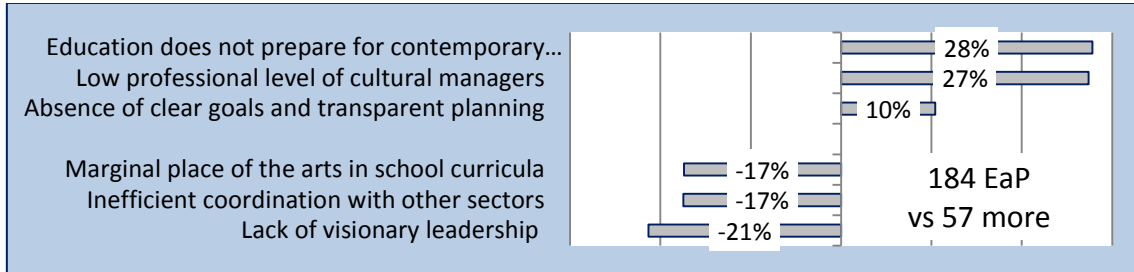 Education does not prepare for contemporary… 28%
Low professional level of cultural managers 27%
Absence of clear goals and transparent planning 10%
Marginal place of the arts in school curricula -17%
Inefficient coordination with other sectors -17%
Lack of visionary leadership -21%
184 EaP
vs 57 more